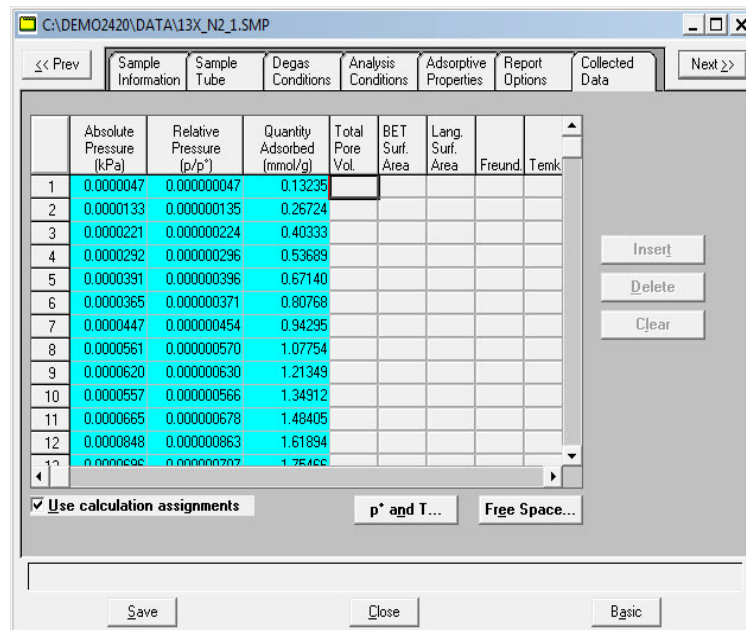 C:\DEMO2420\DATA\13X_N2_1.SMP
<< Prev
Sample Information
Sample Tube
Degas Conditions
Analysis Conditions
Adsorptive Properties
Report Options
Collected Data
Next >>
Absolute Pressure (kPa) Relative Pressure (p/p°) Quantity Adsorbed (mmol/g) Total Pore Vol. BET Surf. Area Lang. Surf. Area Freund. Temk
1 0.0000047 0.000000047 0.13235
2 0.0000133 0.000000135 0.26724
3 0.0000221 0.000000224 0.40333
4 0.0000292 0.000000296 0.53689
5 0.0000391 0.000000396 0.67140
6 0.0000365 0.000000371 0.80768
7 0.0000447 0.000000454 0.94295
8 0.0000561 0.000000570 1.07754
9 0.0000620 0.000000630 1.21349
10 0.0000557 0.000000566 1.34912
11 0.0000665 0.000000678 1.48405
12 0.0000848 0.000000863 1.61894
13 0.0000696 0.000000707 1.75466
Insert
Delete
Clear
Use calculation assignments
p° and T...
Free Space...
Save
Close
Basic